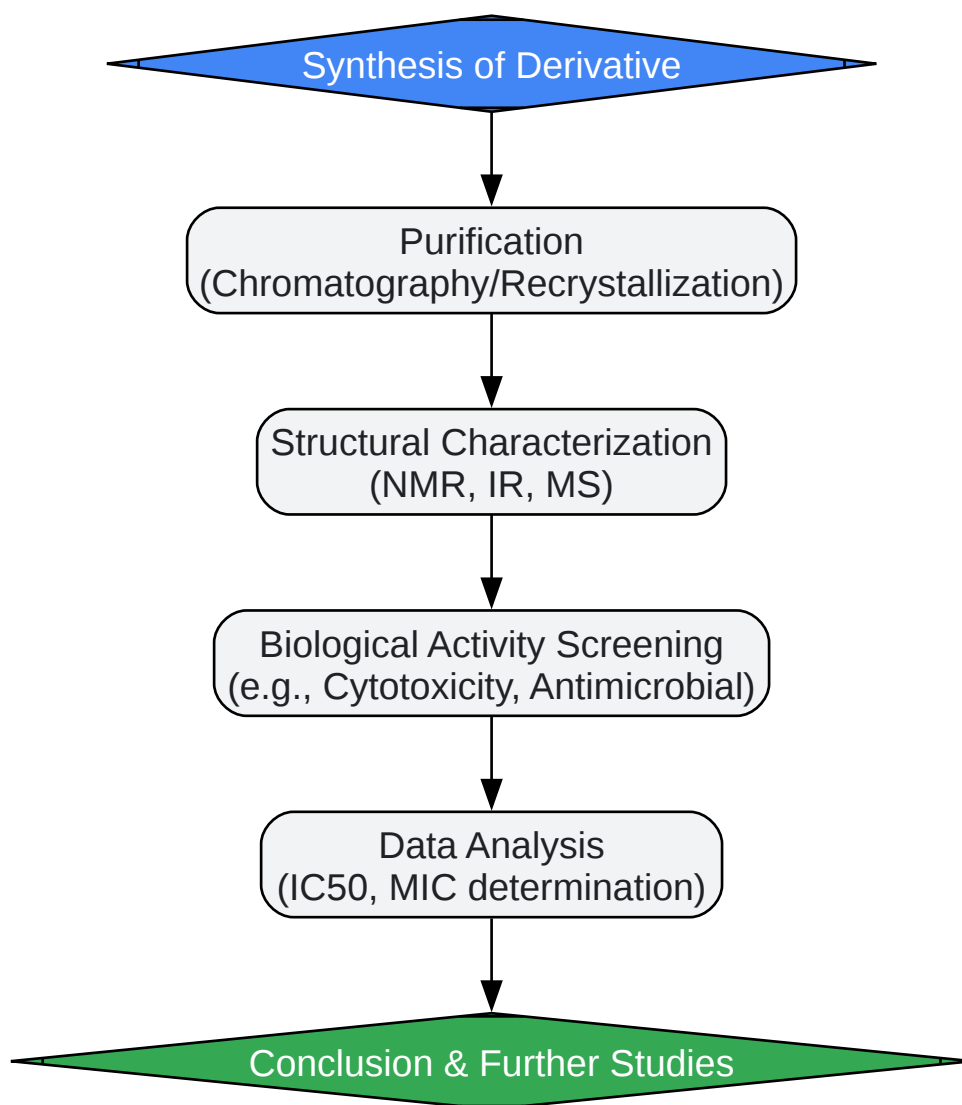 Synthesis of Derivative
Purification
(Chromatography/Recrystallization)
Structural Characterization
(NMR, IR, MS)
Biological Activity Screening
(e.g., Cytotoxicity, Antimicrobial)
Data Analysis
(IC50, MIC determination)
Conclusion & Further Studies